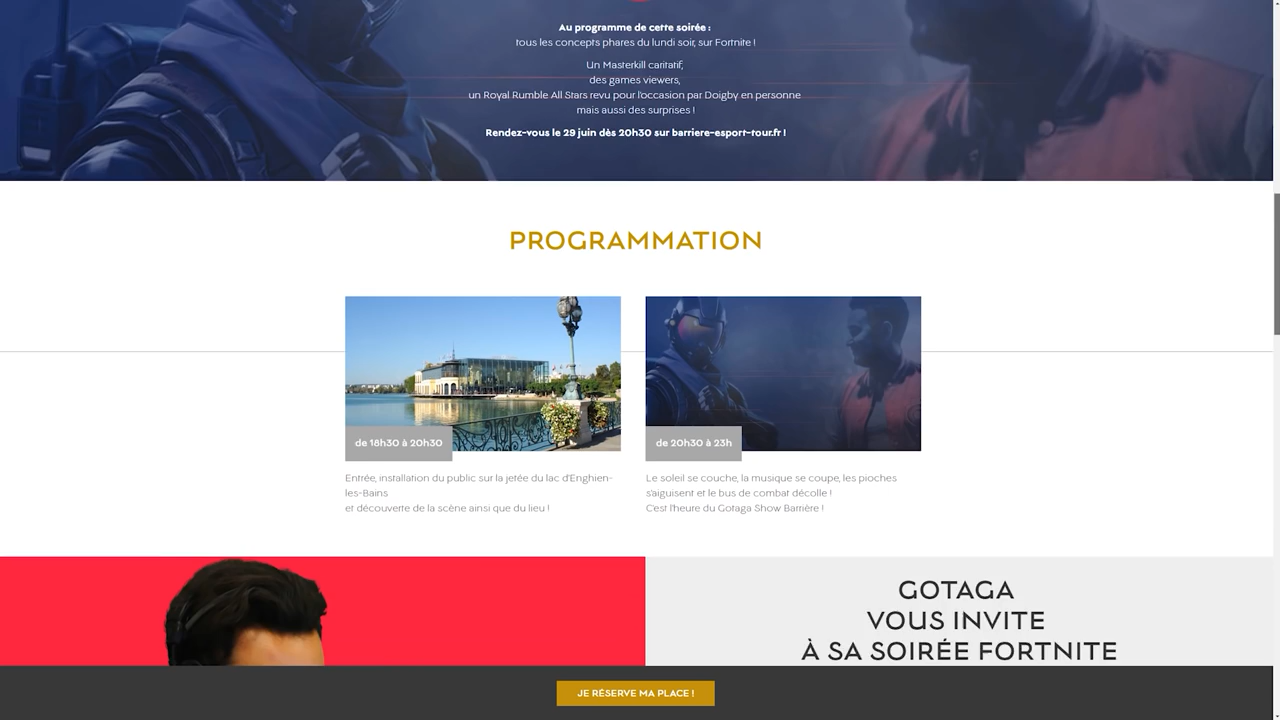 Au programme de cette soirée :
tous les concepts phares du lundi soir, sur Fortnite !
Un Masterkill caritatif,
des games viewers,
un Royal Rumble All Stars revu pour l'occasion par Doigby en personne
mais aussi des surprises !
Rendez-vous le 29 juin dès 20h30 sur barriere-esport-tour.fr !
PROGRAMMATION
de 18h30 à 20h30
Entrée, installation du public sur la jetée du lac d'Enghien-
les-Bains
et découverte de la scène ainsi que du lieu !
de 20h30 à 23h
Le soleil se couche, la musique se coupe, les pioches
s'aiguisent et le bus de combat décolle !
C'est l'heure du Gotaga Show Barrière !
GOTAGA
VOUS INVITE
À SA SOIRÉE FORTNITE
JE RÉSERVE MA PLACE !